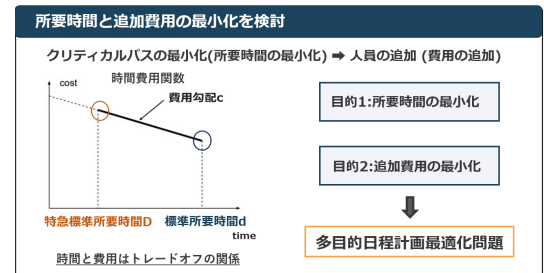 所要時間と追加費用の最小化を検討
クリティカルパスの最小化(所要時間の最小化) ➡ 人員の追加 (費用の追加)
cost
時間費用関数
費用勾配c
特急標準所要時間D
標準所要時間d
time
時間と費用はトレードオフの関係
目的1:所要時間の最小化
目的2:追加費用の最小化
多目的日程計画最適化問題